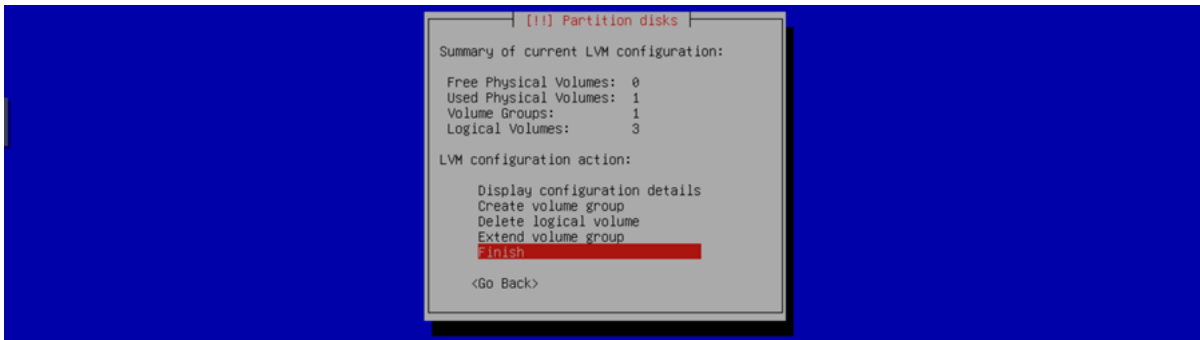 [!!] Partition disks
Summary of current LVM configuration:
Free Physical Volumes: 0
Used Physical Volumes: 1
Volume Groups: 1
Logical Volumes: 3
LVM configuration action:
Display configuration details
Create volume group
Delete logical volume
Extend volume group
Finish
<Go Back>